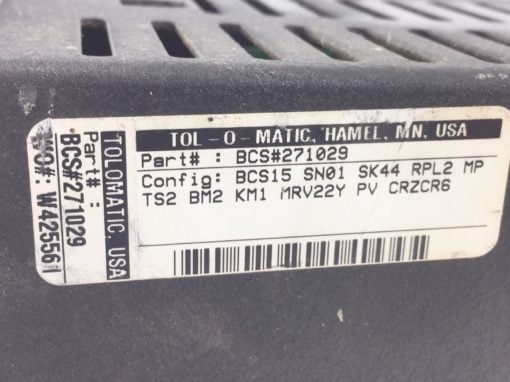 TOL-O-MATIC, HAMEL, MN, USA
Part# : BCS#271029
Config: BCS15 SN01 SK44 RPL2 MP
TS2 BM2 KM1 MRV22Y PV CRZCR6
TOLOMATIC, USA
Part# :
BCS#271029
WO#: W425561